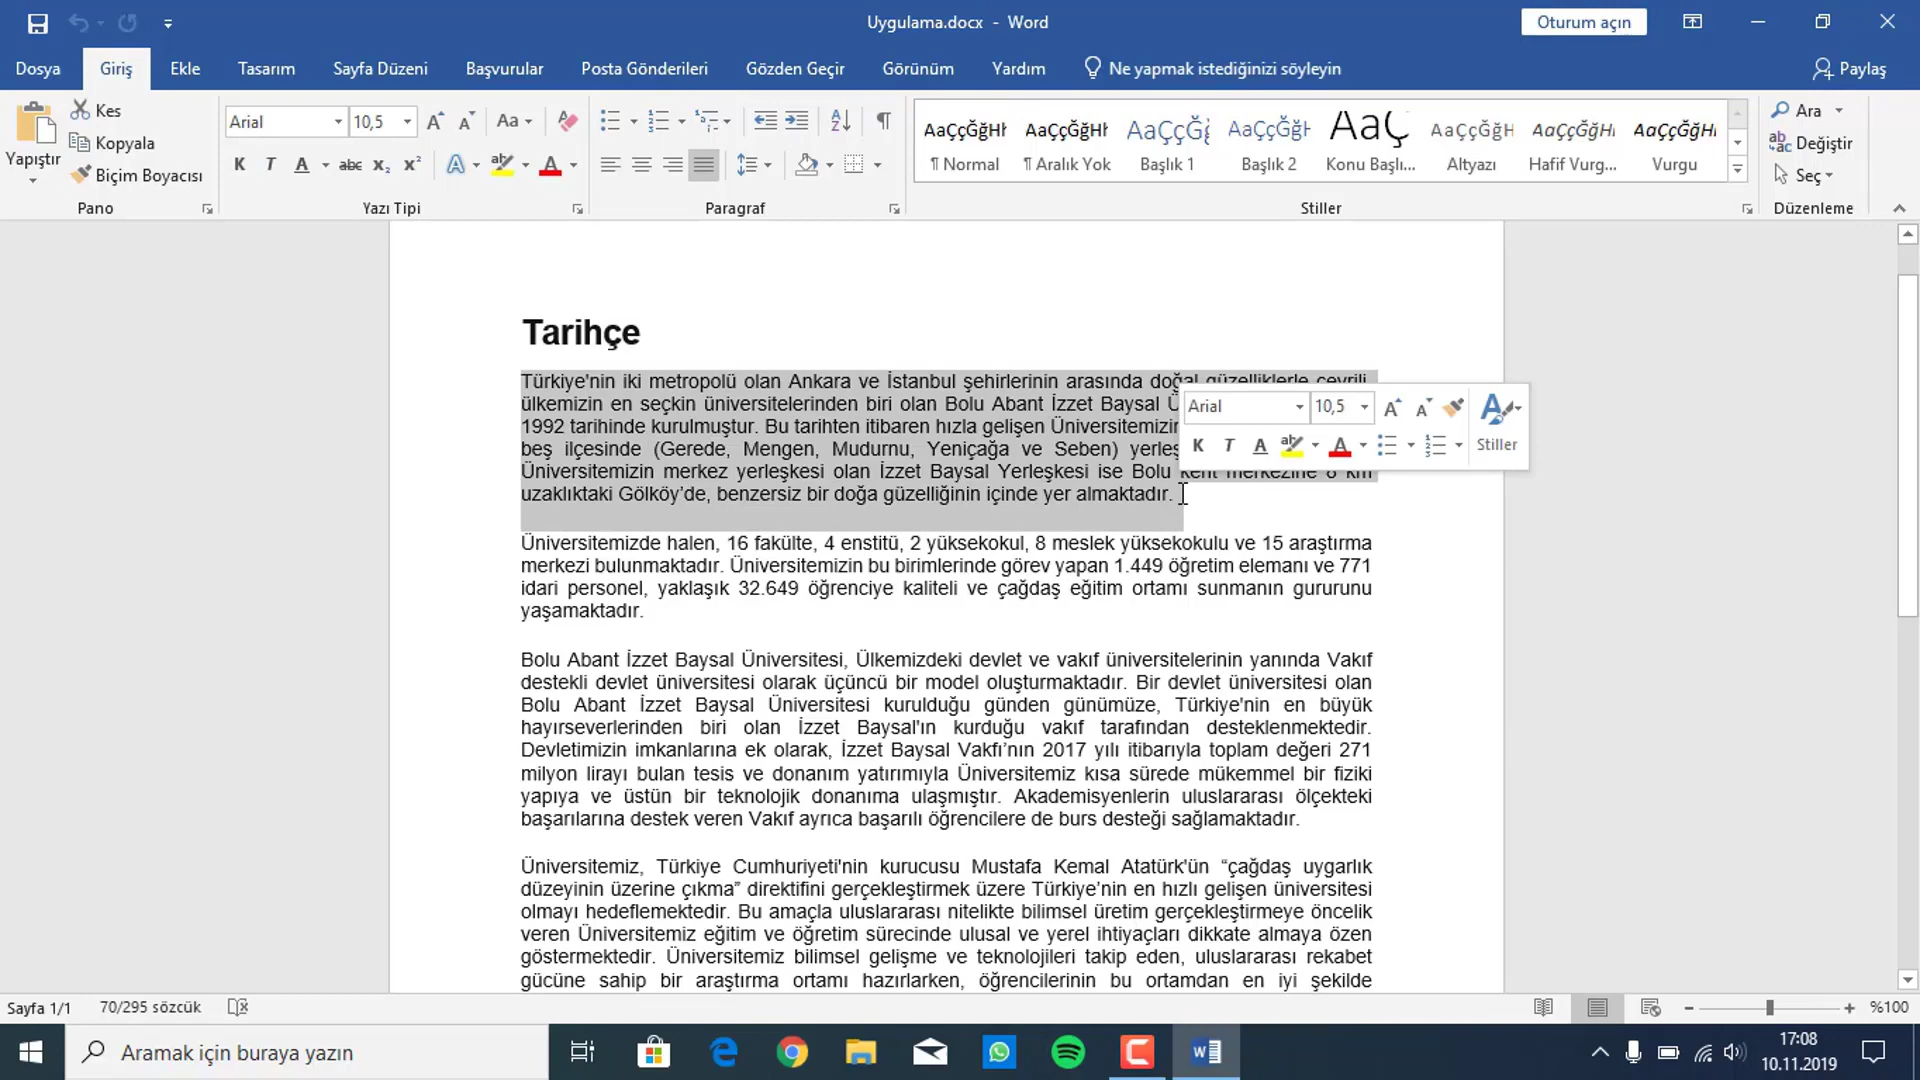 Uygulama.docx - Word
Oturum açın
Dosya Giriş Ekle Tasarım Sayfa Düzeni Başvurular Posta Gönderileri Gözden Geçir Görünüm Yardım Ne yapmak istediğinizi söyleyin Paylaş
Yapıştır
Kes
Kopyala
Biçim Boyacısı
Pano
Arial 10,5 Aa
K T A abc x₂ x² A A
Yazı Tipi
Paragraf
AaÇçĞğHł AaÇçĞğHł AaÇçĞğ AaÇçĞğH AaÇ AaÇçĞğH AaÇçĞğHł AaÇçĞğHł
¶ Normal ¶ Aralık Yok Başlık 1 Başlık 2 Konu Başlı... Altyazı Hafif Vurg... Vurgu
Stiller
Ara
Değiştir
Seç
Düzenleme
Tarihçe
Türkiye'nin iki metropolü olan Ankara ve İstanbul şehirlerinin arasında doğal güzelliklerle çevrili,
ülkemizin en seçkin üniversitelerinden biri olan Bolu Abant İzzet Baysal Ü
1992 tarihinde kurulmuştur. Bu tarihten itibaren hızla gelişen Üniversitemizin
beş ilçesinde (Gerede, Mengen, Mudurnu, Yeniçağa ve Seben) yerleş
Üniversitemizin merkez yerleşkesi olan İzzet Baysal Yerleşkesi ise Bolu kent merkezine 8 km
uzaklıktaki Gölköy’de, benzersiz bir doğa güzelliğinin içinde yer almaktadır.
Arial 10,5
K T A A Stiller
Üniversitemizde halen, 16 fakülte, 4 enstitü, 2 yüksekokul, 8 meslek yüksekokulu ve 15 araştırma
merkezi bulunmaktadır. Üniversitemizin bu birimlerinde görev yapan 1.449 öğretim elemanı ve 771
idari personel, yaklaşık 32.649 öğrenciye kaliteli ve çağdaş eğitim ortamı sunmanın gururunu
yaşamaktadır.
Bolu Abant İzzet Baysal Üniversitesi, Ülkemizdeki devlet ve vakıf üniversitelerinin yanında Vakıf
destekli devlet üniversitesi olarak üçüncü bir model oluşturmaktadır. Bir devlet üniversitesi olan
Bolu Abant İzzet Baysal Üniversitesi kurulduğu günden günümüze, Türkiye'nin en büyük
hayırseverlerinden biri olan İzzet Baysal'ın kurduğu vakıf tarafından desteklenmektedir.
Devletimizin imkanlarına ek olarak, İzzet Baysal Vakfı’nın 2017 yılı itibarıyla toplam değeri 271
milyon lirayı bulan tesis ve donanım yatırımıyla Üniversitemiz kısa sürede mükemmel bir fiziki
yapıya ve üstün bir teknolojik donanıma ulaşmıştır. Akademisyenlerin uluslararası ölçekteki
başarılarına destek veren Vakıf ayrıca başarılı öğrencilere de burs desteği sağlamaktadır.
Üniversitemiz, Türkiye Cumhuriyeti'nin kurucusu Mustafa Kemal Atatürk'ün “çağdaş uygarlık
düzeyinin üzerine çıkma” direktifini gerçekleştirmek üzere Türkiye’nin en hızlı gelişen üniversitesi
olmayı hedeflemektedir. Bu amaçla uluslararası nitelikte bilimsel üretim gerçekleştirmeye öncelik
veren Üniversitemiz eğitim ve öğretim sürecinde ulusal ve yerel ihtiyaçları dikkate almaya özen
göstermektedir. Üniversitemiz bilimsel gelişme ve teknolojileri takip eden, uluslararası rekabet
gücüne sahip bir araştırma ortamı hazırlarken, öğrencilerinin bu ortamdan en iyi şekilde
Sayfa 1/1 70/295 sözcük %100
Aramak için buraya yazın
17:08
10.11.2019